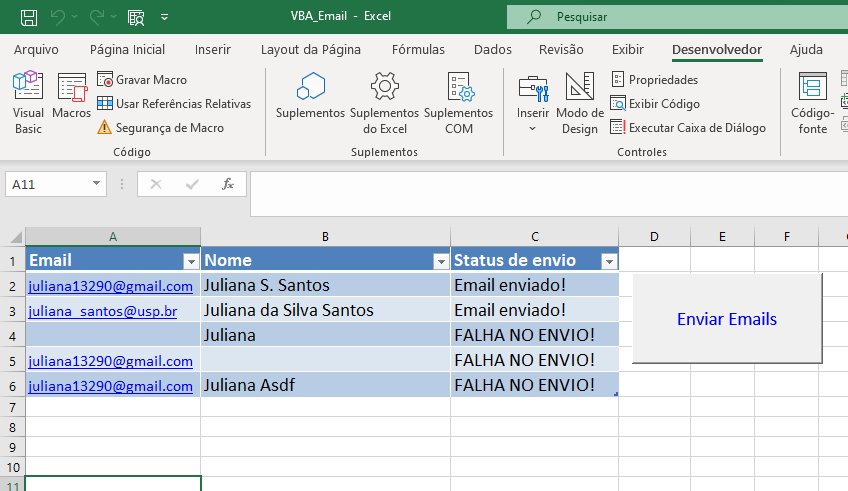 VBA_Email - Excel
Pesquisar
Arquivo Página Inicial Inserir Layout da Página Fórmulas Dados Revisão Exibir Desenvolvedor Ajuda
Visual Basic
Macros
Gravar Macro
Usar Referências Relativas
Segurança de Macro
Código
Suplementos
Suplementos do Excel
Suplementos COM
Suplementos
Inserir
Modo de Design
Propriedades
Exibir Código
Executar Caixa de Diálogo
Controles
Código-fonte
A11
fx
A B C D E F
1 Email Nome Status de envio
2 juliana13290@gmail.com Juliana S. Santos Email enviado!
3 juliana_santos@usp.br Juliana da Silva Santos Email enviado!
4 Juliana FALHA NO ENVIO!
5 juliana13290@gmail.com FALHA NO ENVIO!
6 juliana13290@gmail.com Juliana Asdf FALHA NO ENVIO!
Enviar Emails
7
8
9
10
11